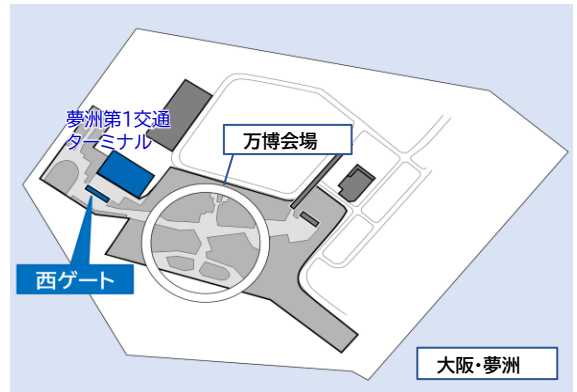 夢洲第1交通
ターミナル
万博会場
西ゲート
大阪・夢洲